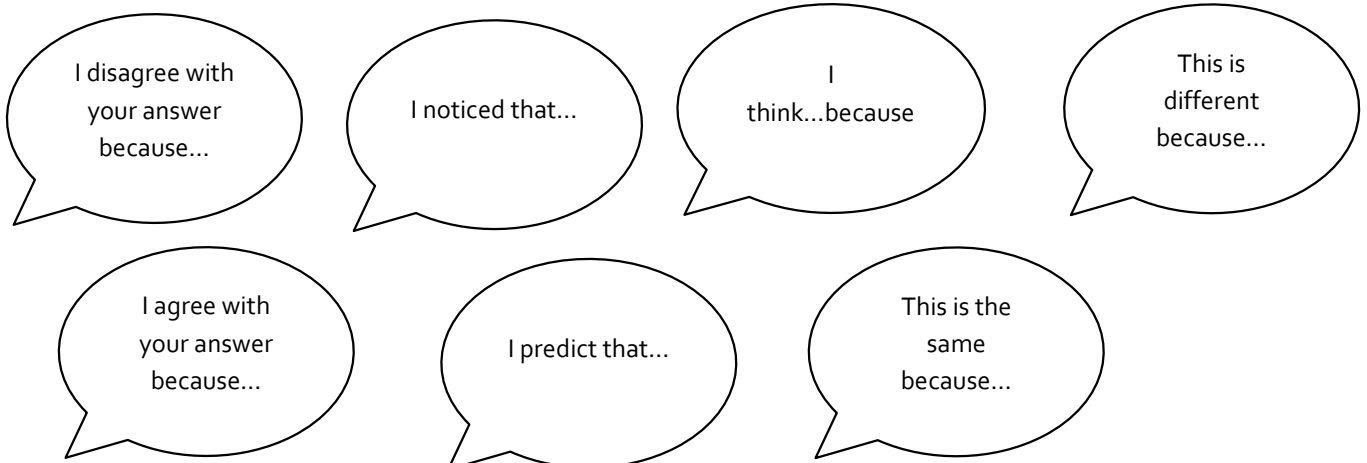 I disagree with
your answer
because...
I noticed that...
I
think...because
This is
different
because...
I agree with
your answer
because...
I predict that...
This is the
same
because...